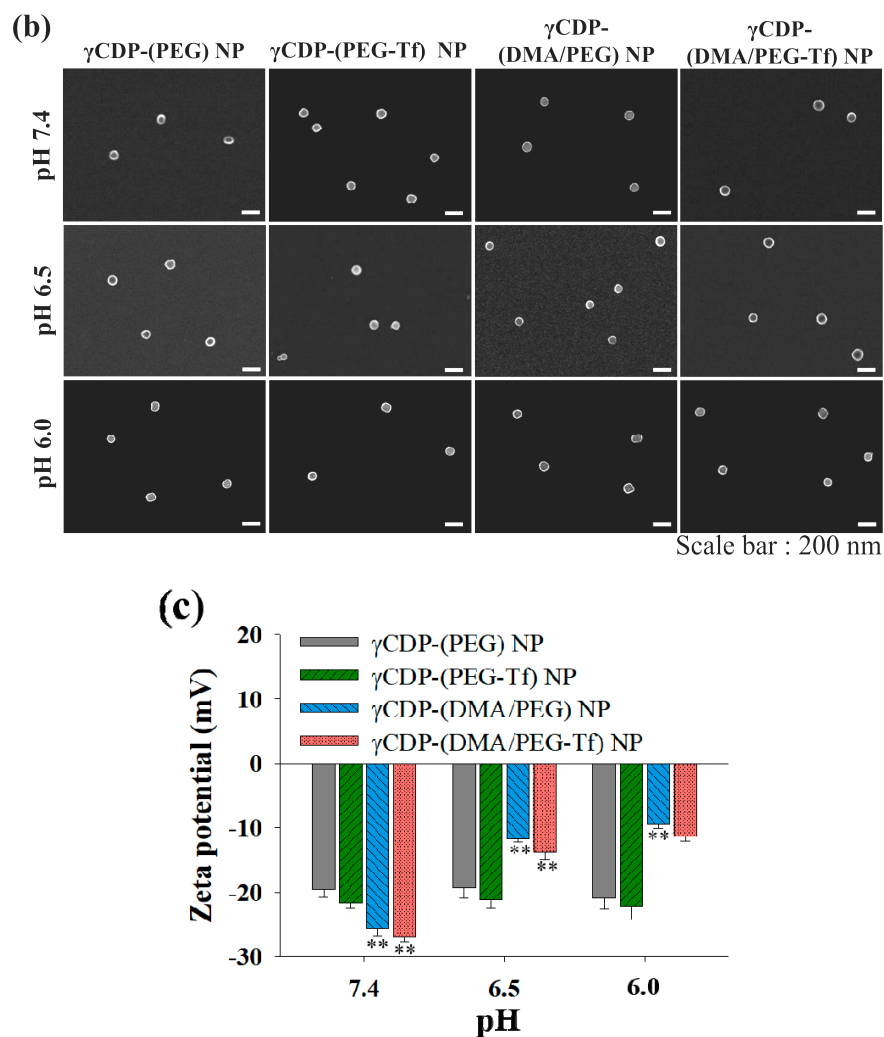 (b)
γCDP-(PEG) NP
γCDP-(PEG-Tf) NP
γCDP-
(DMA/PEG) NP
γCDP-
(DMA/PEG-Tf) NP
pH 7.4
pH 6.5
pH 6.0
Scale bar : 200 nm
(c)
γCDP-(PEG) NP
γCDP-(PEG-Tf) NP
γCDP-(DMA/PEG) NP
γCDP-(DMA/PEG-Tf) NP
Zeta potential (mV)
20
10
0
-10
-20
-30
** **
** **
**
7.4 6.5 6.0
pH